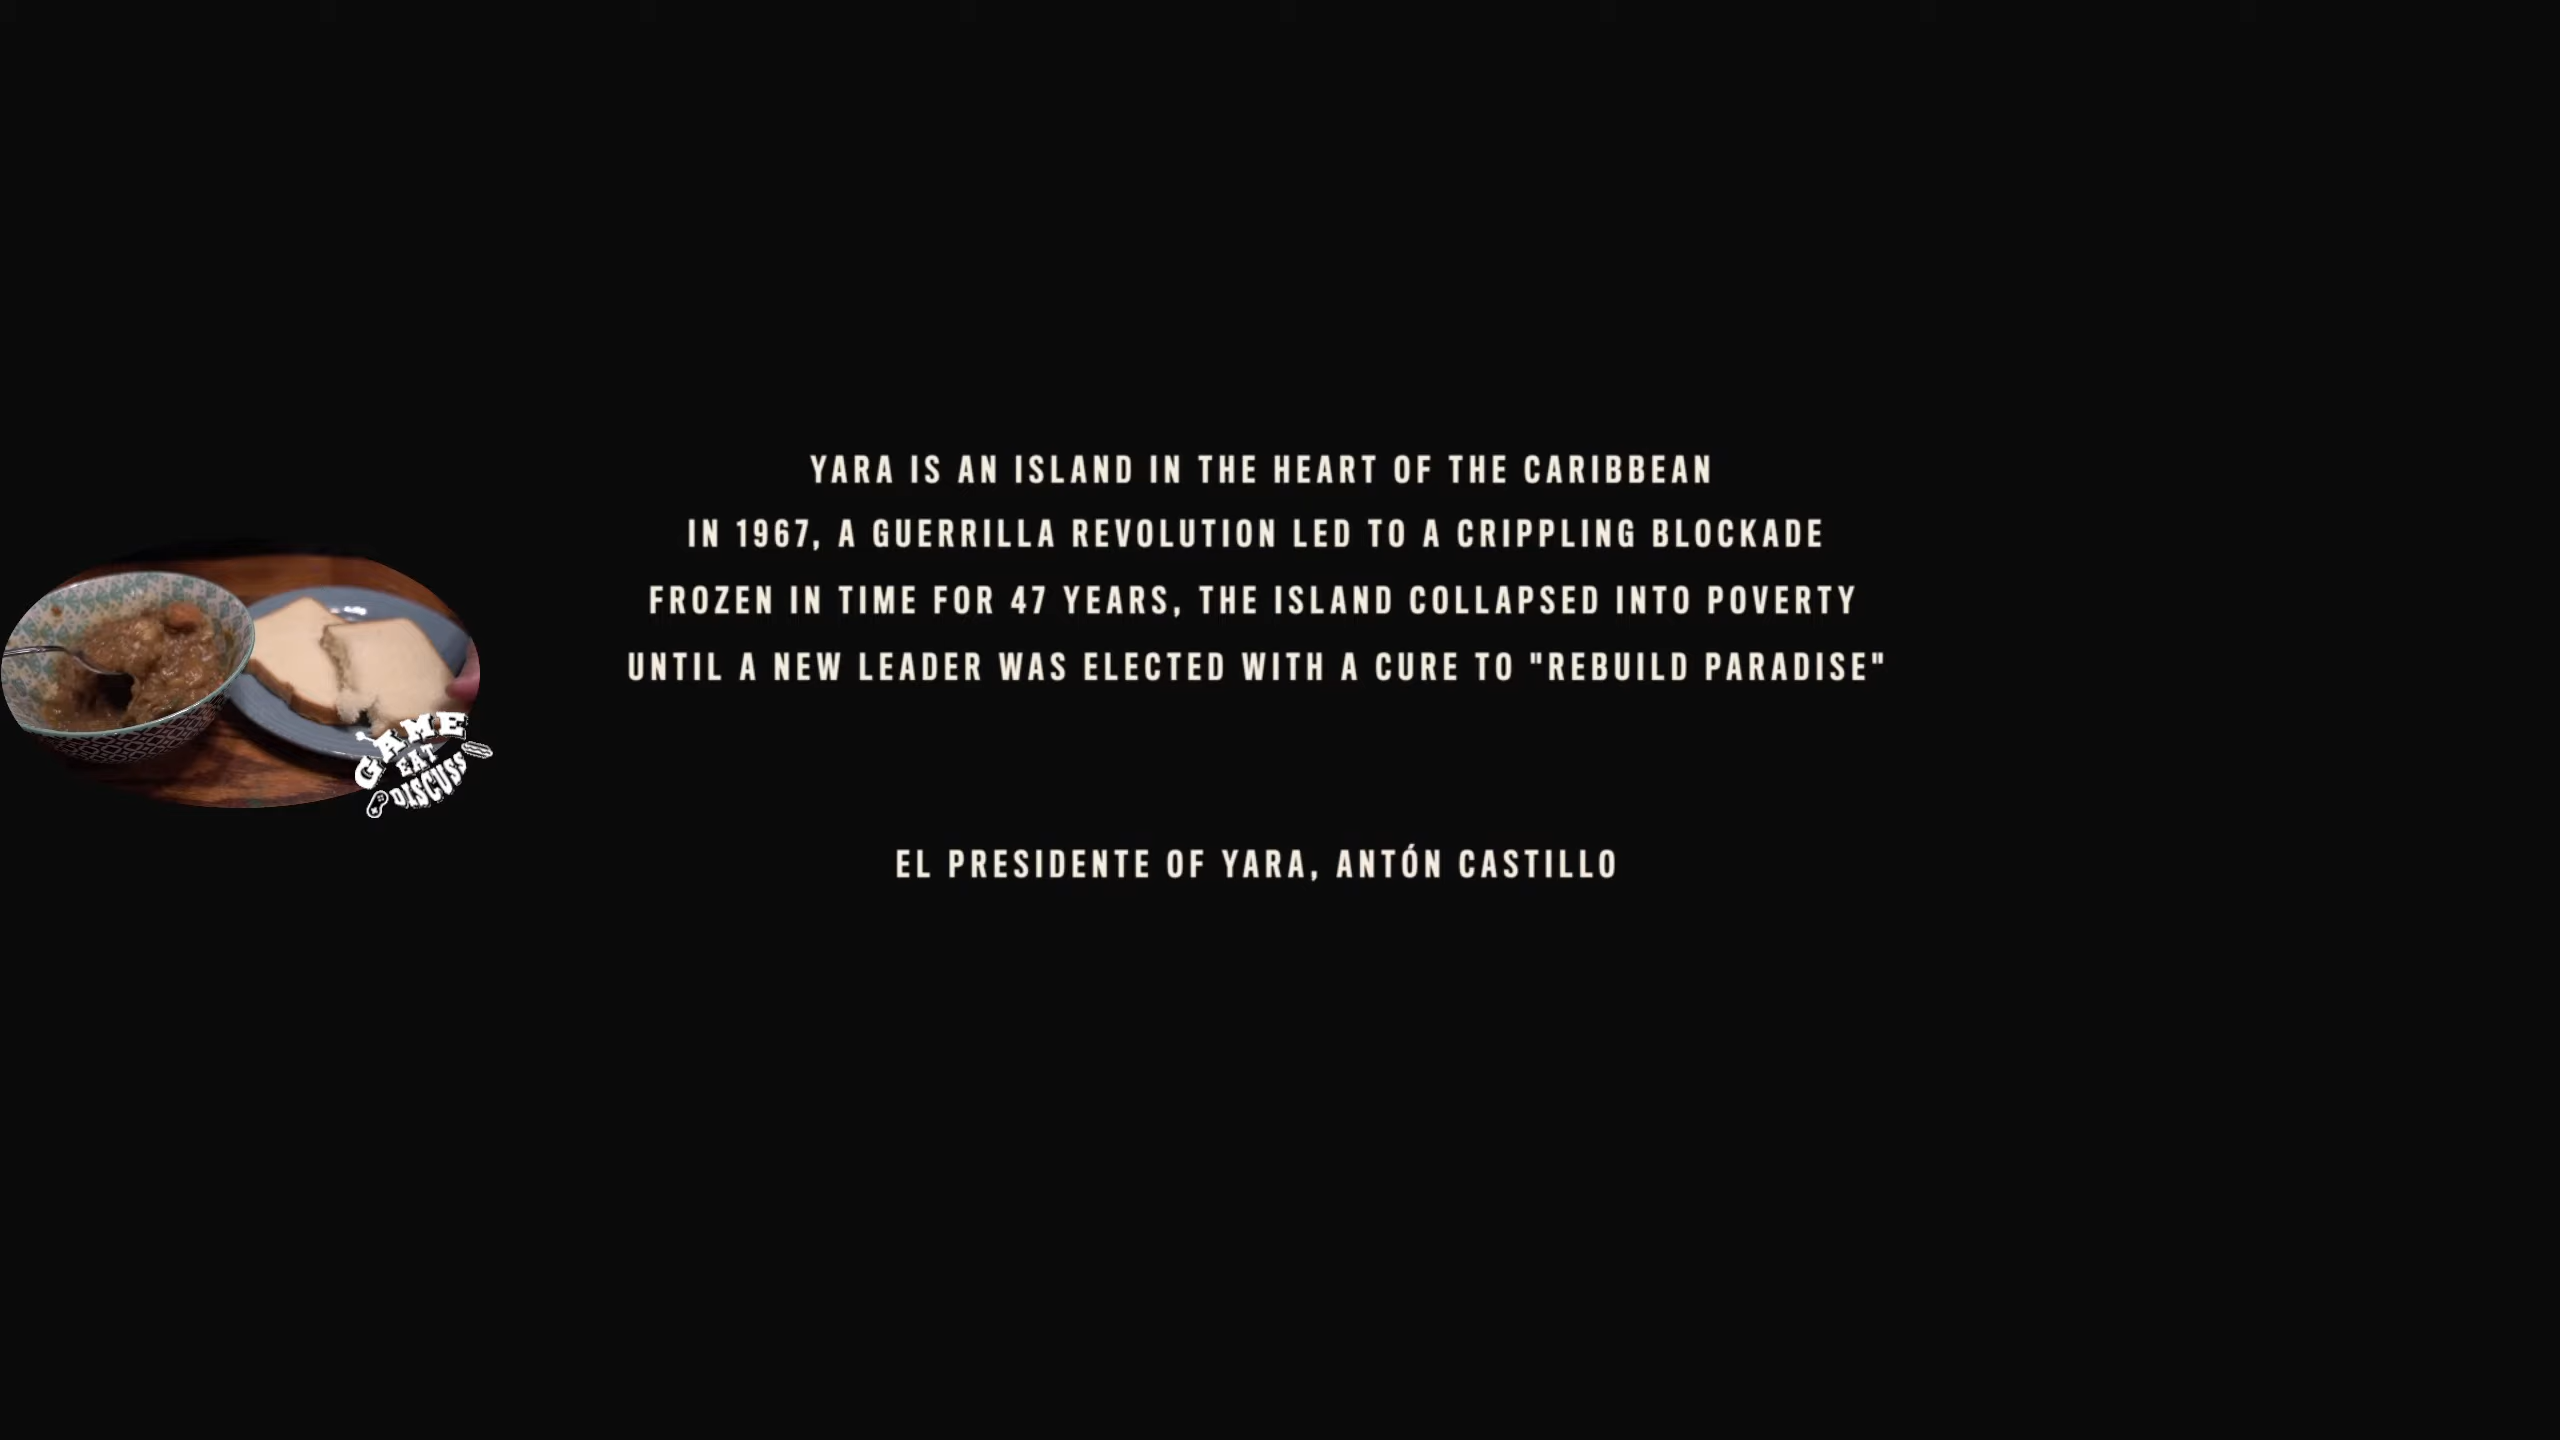 YARA IS AN ISLAND IN THE HEART OF THE CARIBBEAN
IN 1967, A GUERRILLA REVOLUTION LED TO A CRIPPLING BLOCKADE
FROZEN IN TIME FOR 47 YEARS, THE ISLAND COLLAPSED INTO POVERTY
UNTIL A NEW LEADER WAS ELECTED WITH A CURE TO "REBUILD PARADISE"
EL PRESIDENTE OF YARA, ANTÓN CASTILLO
GAME
EAT
DISCUSS